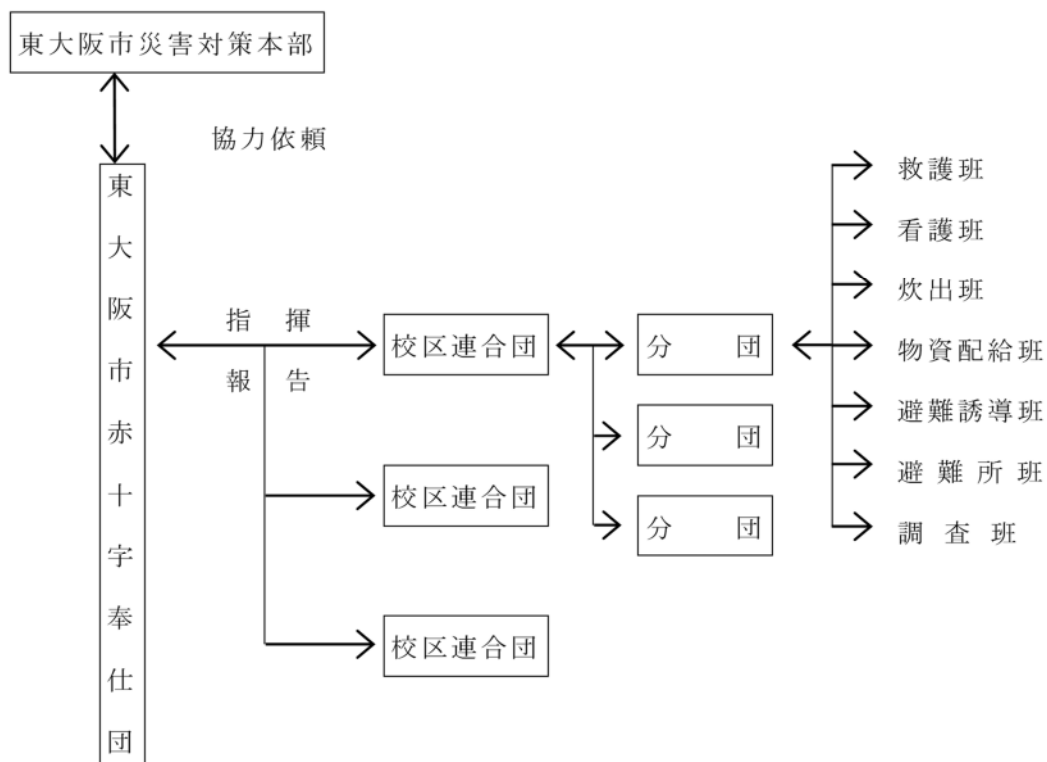 東大阪市災害対策本部
協力依頼
東大阪市赤十字奉仕団
指揮
報告
校区連合団
校区連合団
校区連合団
分団
分団
分団
救護班
看護班
炊出班
物資配給班
避難誘導班
避難所班
調査班